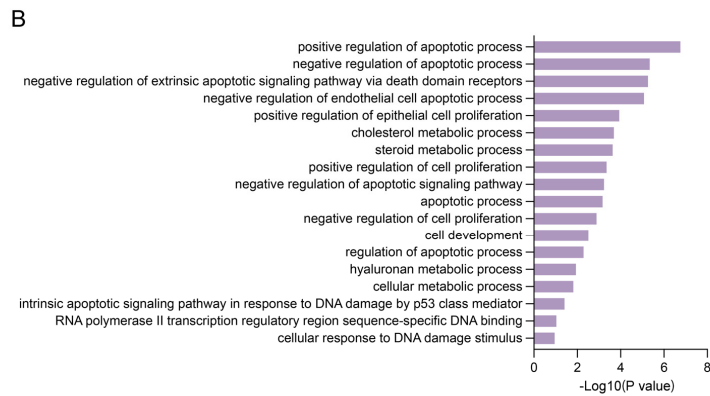 B
positive regulation of apoptotic process
negative regulation of apoptotic process
negative regulation of extrinsic apoptotic signaling pathway via death domain receptors
negative regulation of endothelial cell apoptotic process
positive regulation of epithelial cell proliferation
cholesterol metabolic process
steroid metabolic process
positive regulation of cell proliferation
negative regulation of apoptotic signaling pathway
apoptotic process
negative regulation of cell proliferation
cell development
regulation of apoptotic process
hyaluronan metabolic process
cellular metabolic process
intrinsic apoptotic signaling pathway in response to DNA damage by p53 class mediator
RNA polymerase II transcription regulatory region sequence-specific DNA binding
cellular response to DNA damage stimulus
0 2 4 6 8
-Log10(P value)